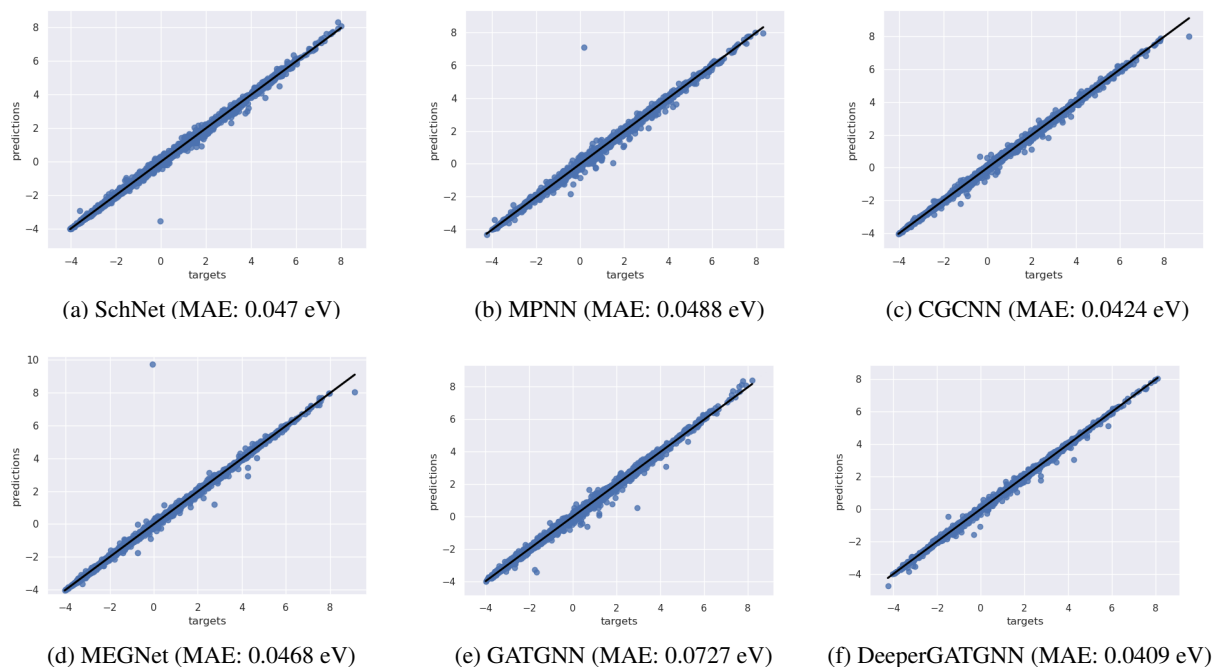 8
6
4
2
0
−2
−4
predictions
−4 −2 0 2 4 6 8
targets
(a) SchNet (MAE: 0.047 eV)
8
6
4
2
0
−2
−4
predictions
−4 −2 0 2 4 6 8
targets
(b) MPNN (MAE: 0.0488 eV)
8
6
4
2
0
−2
−4
predictions
−4 −2 0 2 4 6 8
targets
(c) CGCNN (MAE: 0.0424 eV)
10
8
6
4
2
0
−2
−4
predictions
−4 −2 0 2 4 6 8
targets
(d) MEGNet (MAE: 0.0468 eV)
8
6
4
2
0
−2
−4
predictions
−4 −2 0 2 4 6 8
targets
(e) GATGNN (MAE: 0.0727 eV)
8
6
4
2
0
−2
−4
predictions
−4 −2 0 2 4 6 8
targets
(f) DeeperGATGNN (MAE: 0.0409 eV)